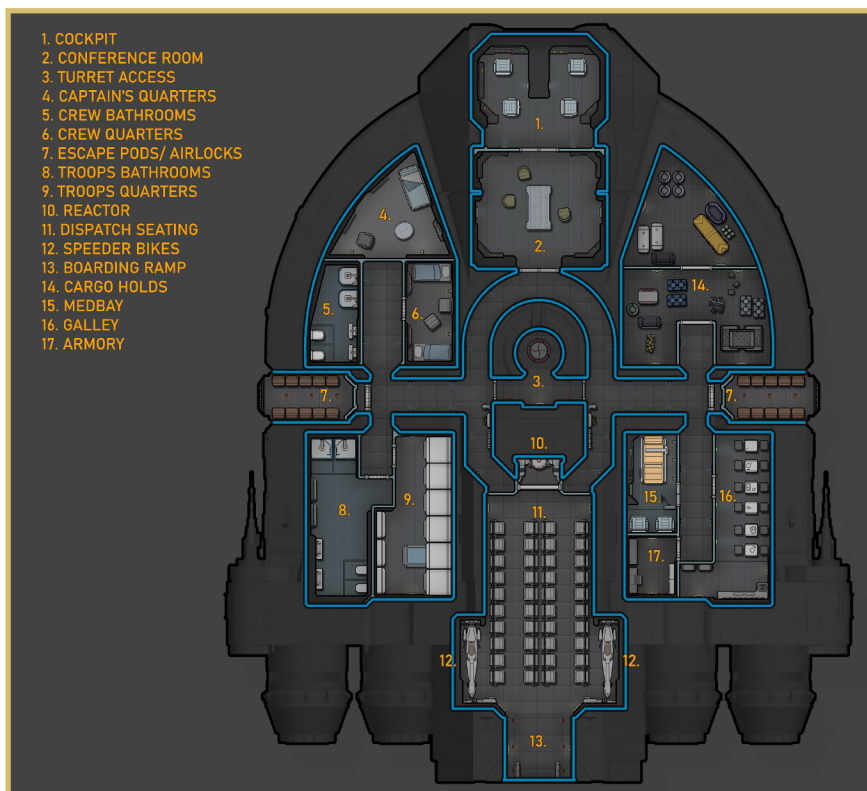 1. COCKPIT
2. CONFERENCE ROOM
3. TURRET ACCESS
4. CAPTAIN'S QUARTERS
5. CREW BATHROOMS
6. CREW QUARTERS
7. ESCAPE PODS/ AIRLOCKS
8. TROOPS BATHROOMS
9. TROOPS QUARTERS
10. REACTOR
11. DISPATCH SEATING
12. SPEEDER BIKES
13. BOARDING RAMP
14. CARGO HOLDS
15. MEDBAY
16. GALLEY
17. ARMORY
1.
4.
2.
14.
5.
6.
3.
7.
7.
10.
8.
9.
11.
15.
16.
17.
12.
12.
13.